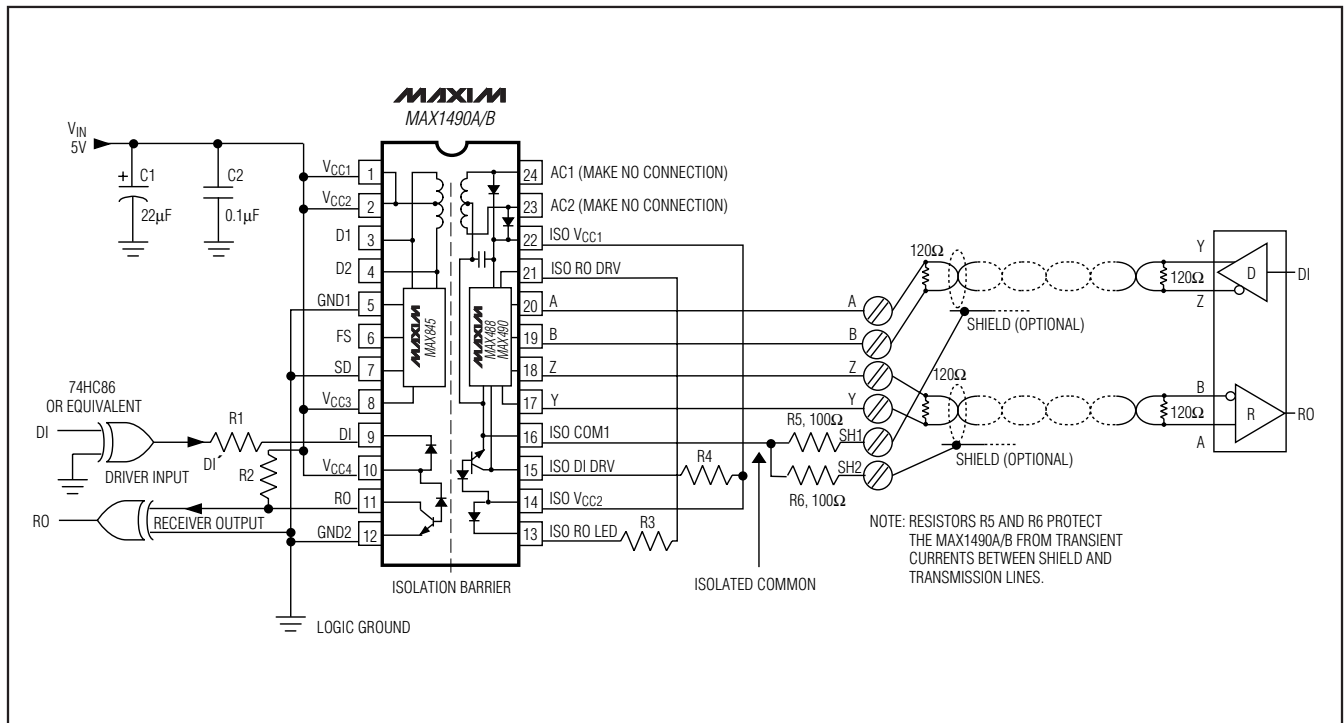 MAXIM
MAX1490A/B
VIN
5V
+ C1
22µF
C2
0.1µF
VCC1
VCC2
D1
D2
GND1
FS
SD
VCC3
DI
VCC4
RO
GND2
1
2
3
4
5
6
7
8
9
10
11
12
MAXIM
MAX845
MAXIM
MAX488
MAX490
24
23
22
21
20
19
18
17
16
15
14
13
AC1 (MAKE NO CONNECTION)
AC2 (MAKE NO CONNECTION)
ISO VCC1
ISO RO DRV
A
B
Z
Y
ISO COM1
ISO DI DRV
ISO VCC2
ISO RO LED
74HC86
OR EQUIVALENT
DI
R1
DI´
DRIVER INPUT
R2
RO
RECEIVER OUTPUT
LOGIC GROUND
ISOLATION BARRIER
R4
R3
A
B
Z
Y
R5, 100Ω
SH1
SH2
R6, 100Ω
ISOLATED COMMON
120Ω
SHIELD (OPTIONAL)
120Ω
SHIELD (OPTIONAL)
120Ω
Y
Z
D
DI
120Ω
B
A
R
RO
NOTE: RESISTORS R5 AND R6 PROTECT
THE MAX1490A/B FROM TRANSIENT
CURRENTS BETWEEN SHIELD AND
TRANSMISSION LINES.